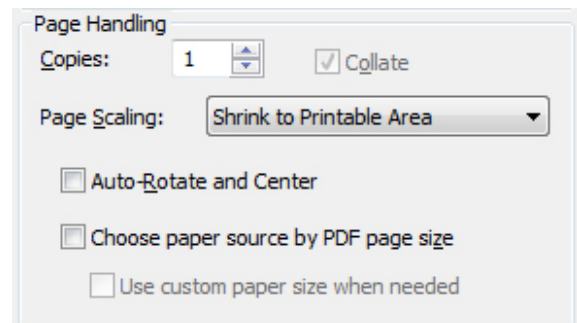 Page Handling
Copies: 1 Collate
Page Scaling: Shrink to Printable Area
Auto-Rotate and Center
Choose paper source by PDF page size
Use custom paper size when needed